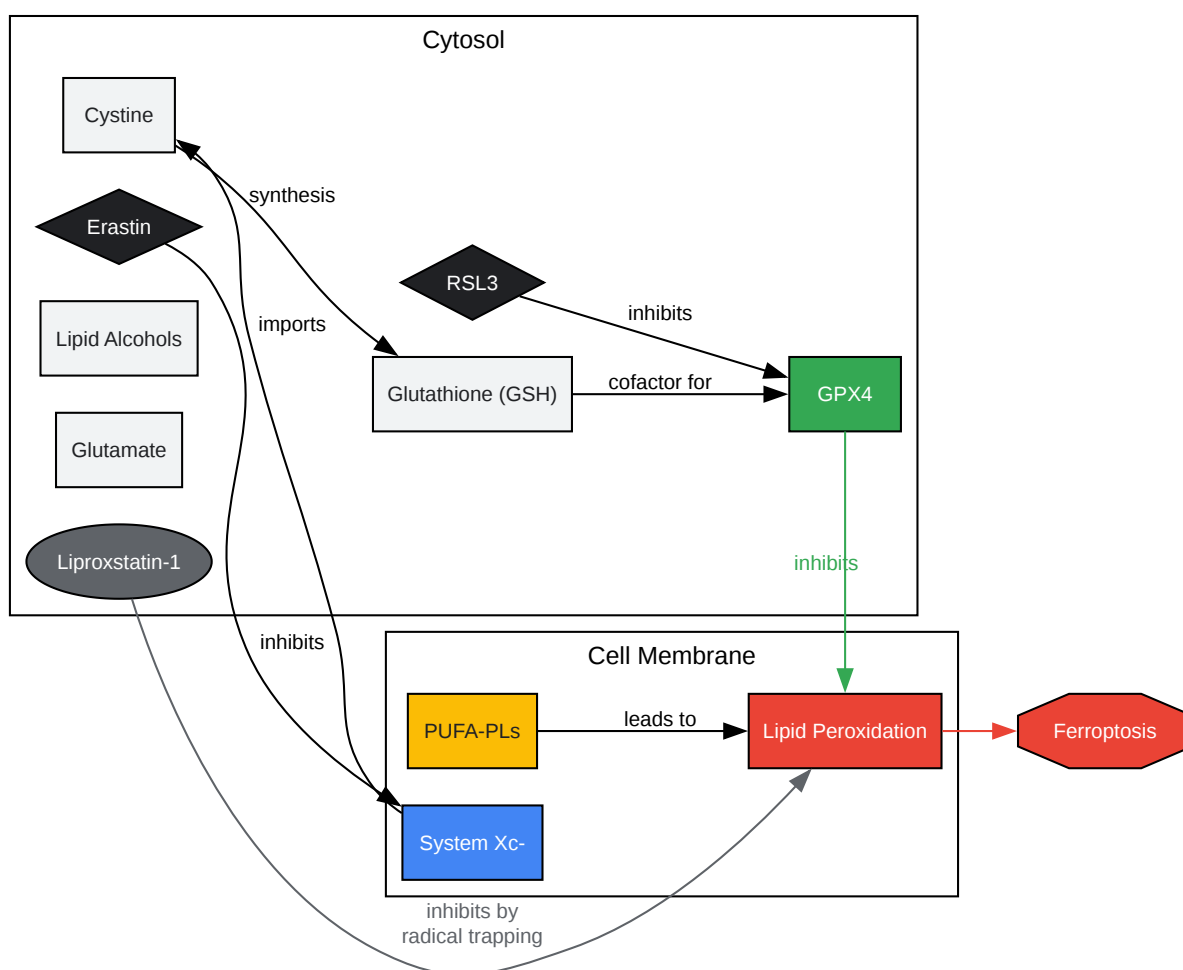 Cytosol
Cystine
synthesis
Erastin
RSL3
inhibits
imports
Lipid Alcohols
Glutathione (GSH)
cofactor for
GPX4
Glutamate
Liproxstatin-1
inhibits
inhibits
Cell Membrane
PUFA-PLs
leads to
Lipid Peroxidation
Ferroptosis
System Xc-
inhibits by
radical trapping